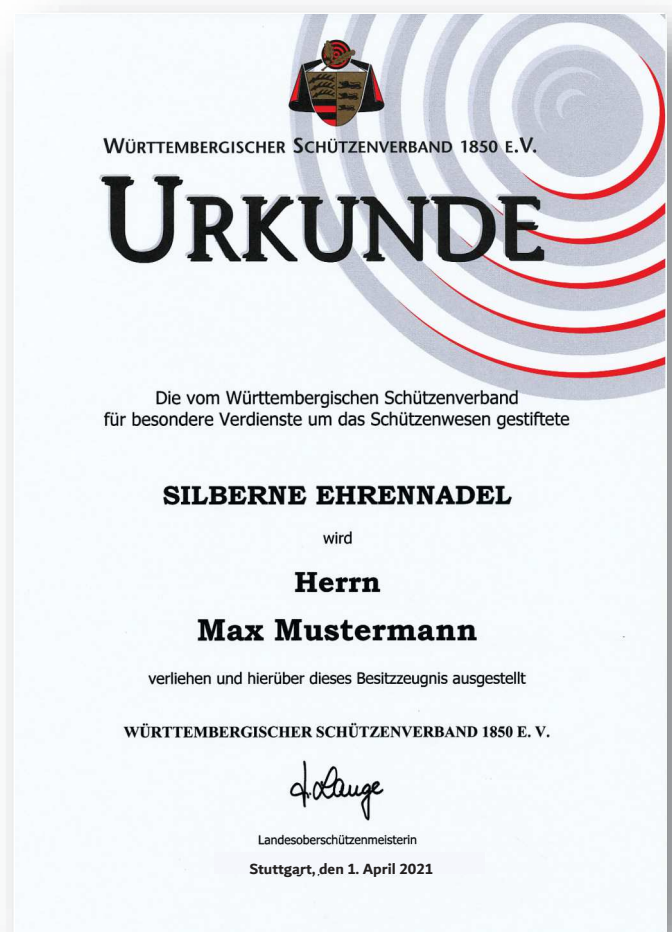 WÜRTTEMBERGISCHER SCHÜTZENVERBAND 1850 E.V.
URKUNDE
Die vom Württembergischen Schützenverband
für besondere Verdienste um das Schützenwesen gestiftete
SILBERNE EHRENNADEL
wird
Herrn
Max Mustermann
verliehen und hierüber dieses Besitzzeugnis ausgestellt
WÜRTTEMBERGISCHER SCHÜTZENVERBAND 1850 E. V.
Landesoberschützenmeisterin
Stuttgart, den 1. April 2021